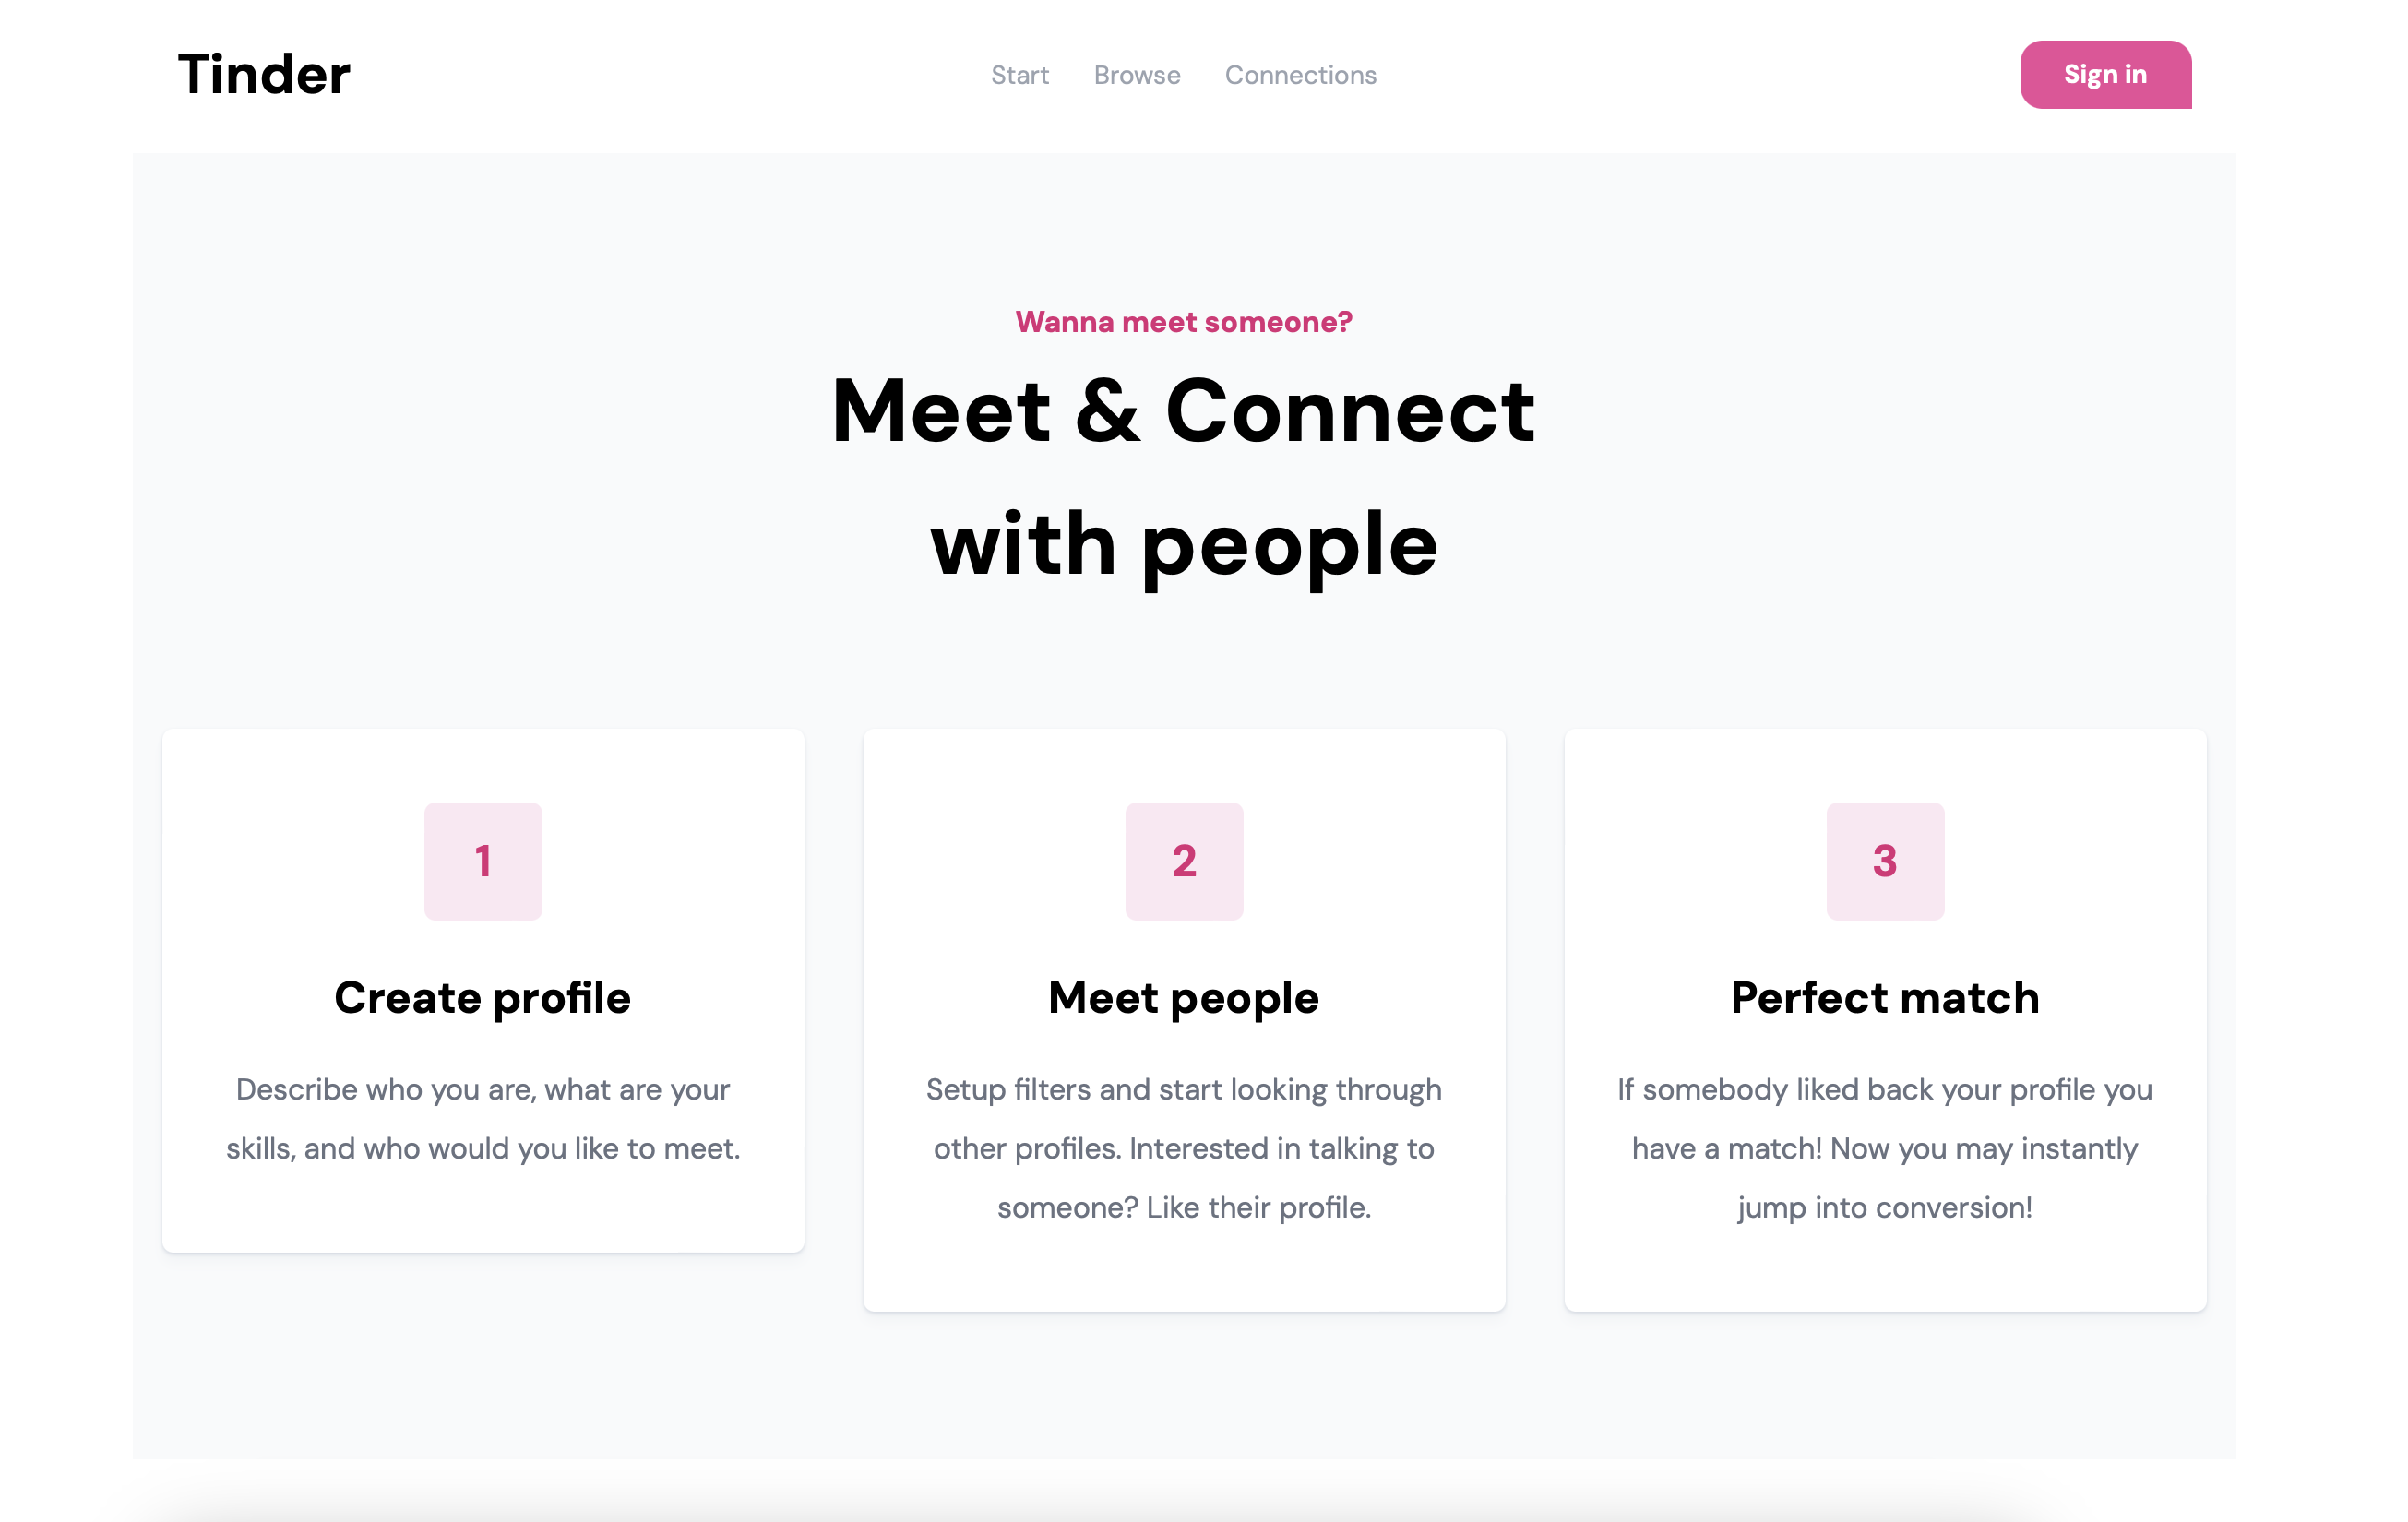 Tinder
Start Browse Connections
Sign in
Wanna meet someone?
Meet & Connect
with people
1
Create profile
Describe who you are, what are your
skills, and who would you like to meet.
2
Meet people
Setup filters and start looking through
other profiles. Interested in talking to
someone? Like their profile.
3
Perfect match
If somebody liked back your profile you
have a match! Now you may instantly
jump into conversion!